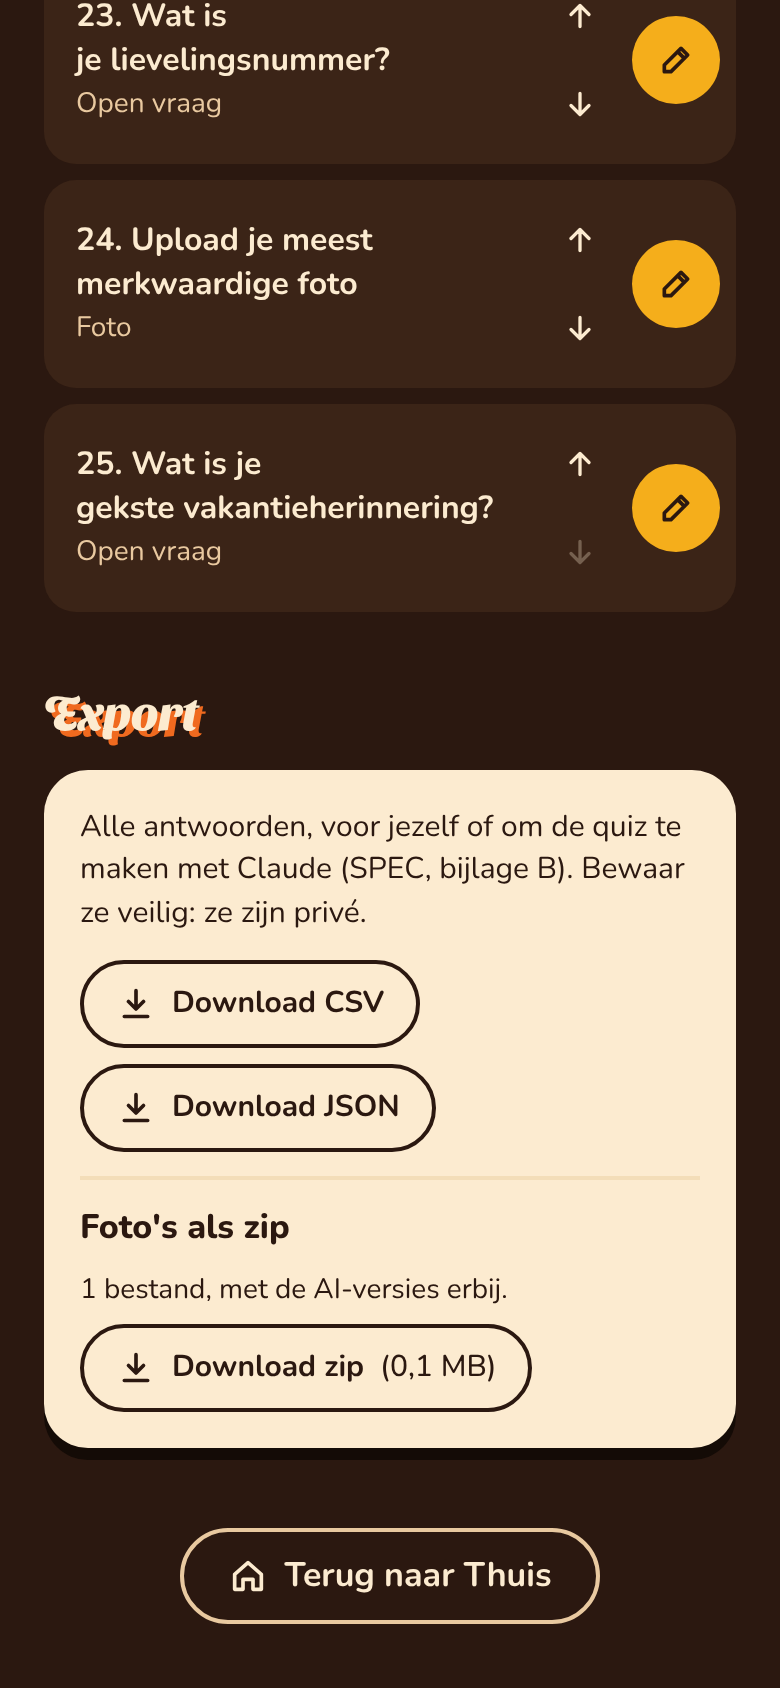 23. Wat is
je lievelingsnummer?
Open vraag
24. Upload je meest
merkwaardige foto
Foto
25. Wat is je
gekste vakantieherinnering?
Open vraag
Export
Alle antwoorden, voor jezelf of om de quiz te
maken met Claude (SPEC, bijlage B). Bewaar
ze veilig: ze zijn privé.
Download CSV
Download JSON
Foto's als zip
1 bestand, met de AI-versies erbij.
Download zip (0,1 MB)
Terug naar Thuis